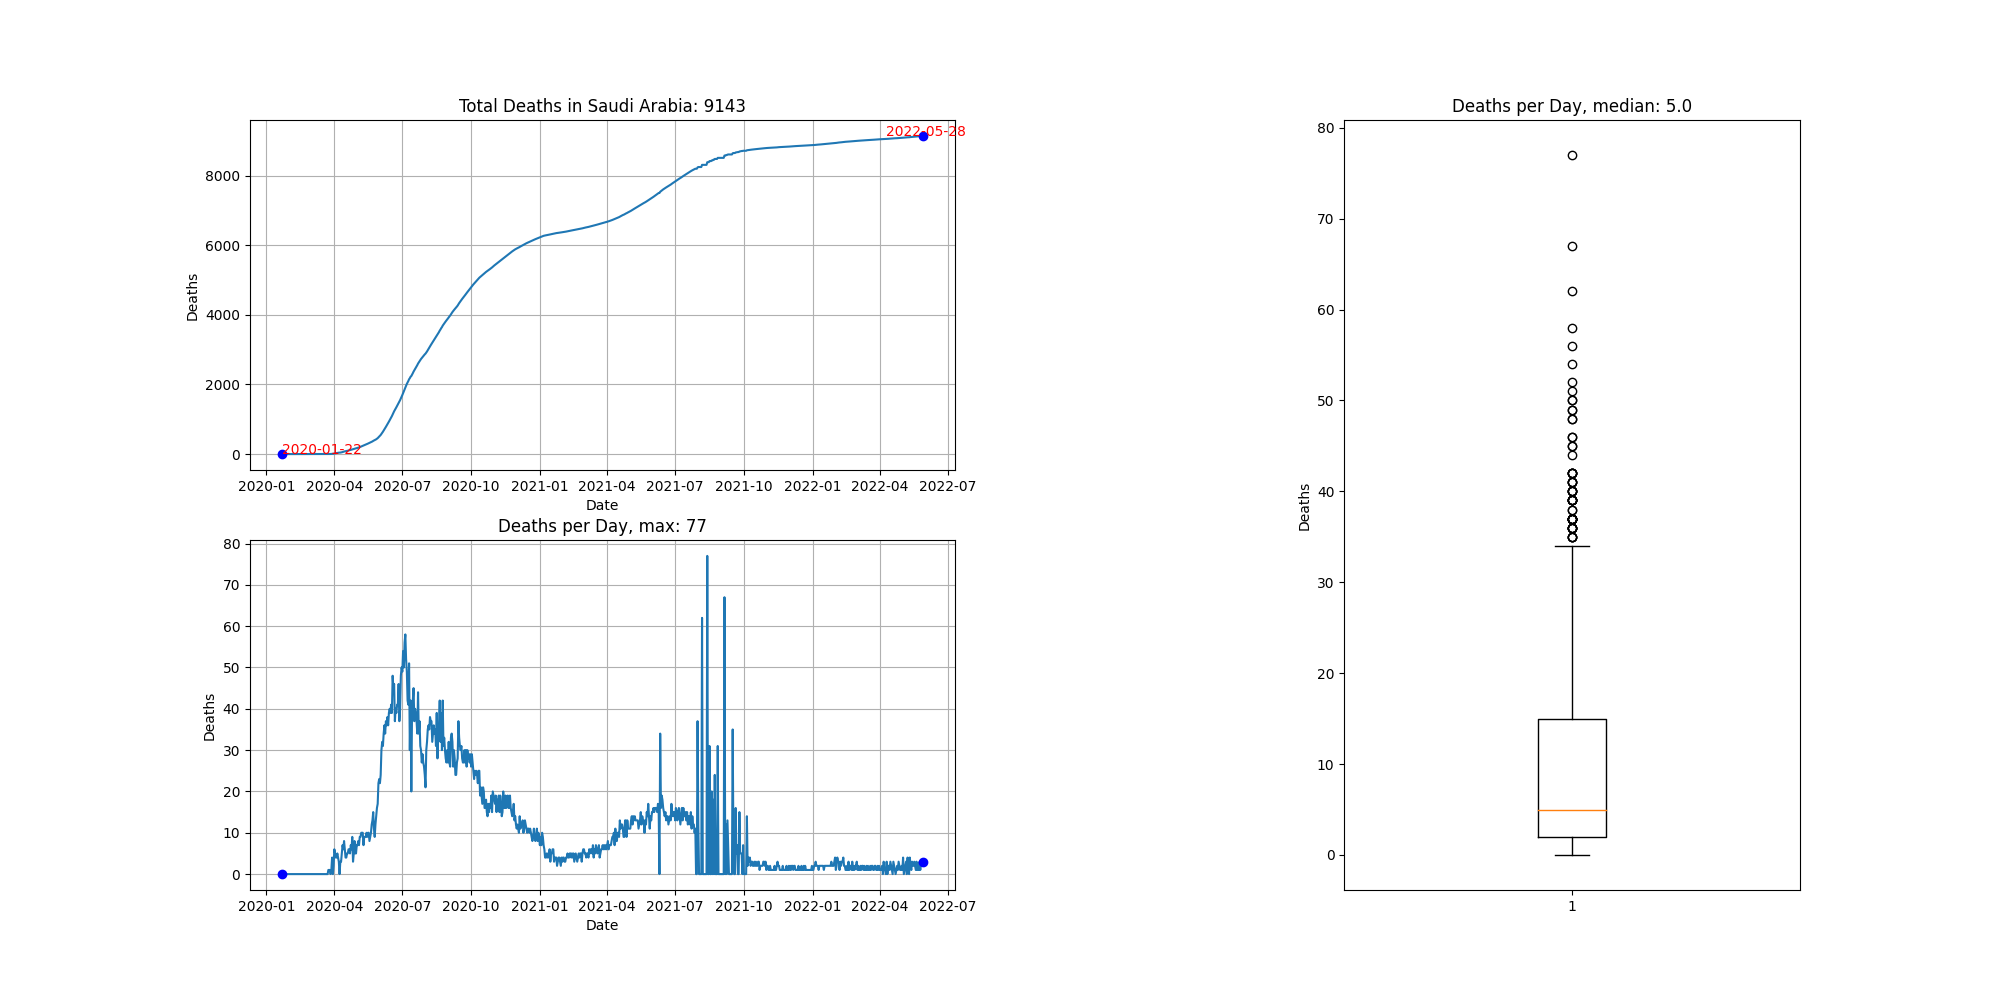 Total Deaths in Saudi Arabia: 9143
Deaths
8000
6000
4000
2000
0
2022-05-28
2020-01-22
2020-01 2020-04 2020-07 2020-10 2021-01 2021-04 2021-07 2021-10 2022-01 2022-04 2022-07
Date
Deaths per Day, max: 77
Deaths
80
70
60
50
40
30
20
10
0
2020-01 2020-04 2020-07 2020-10 2021-01 2021-04 2021-07 2021-10 2022-01 2022-04 2022-07
Date
Deaths per Day, median: 5.0
Deaths
80
70
60
50
40
30
20
10
0
1